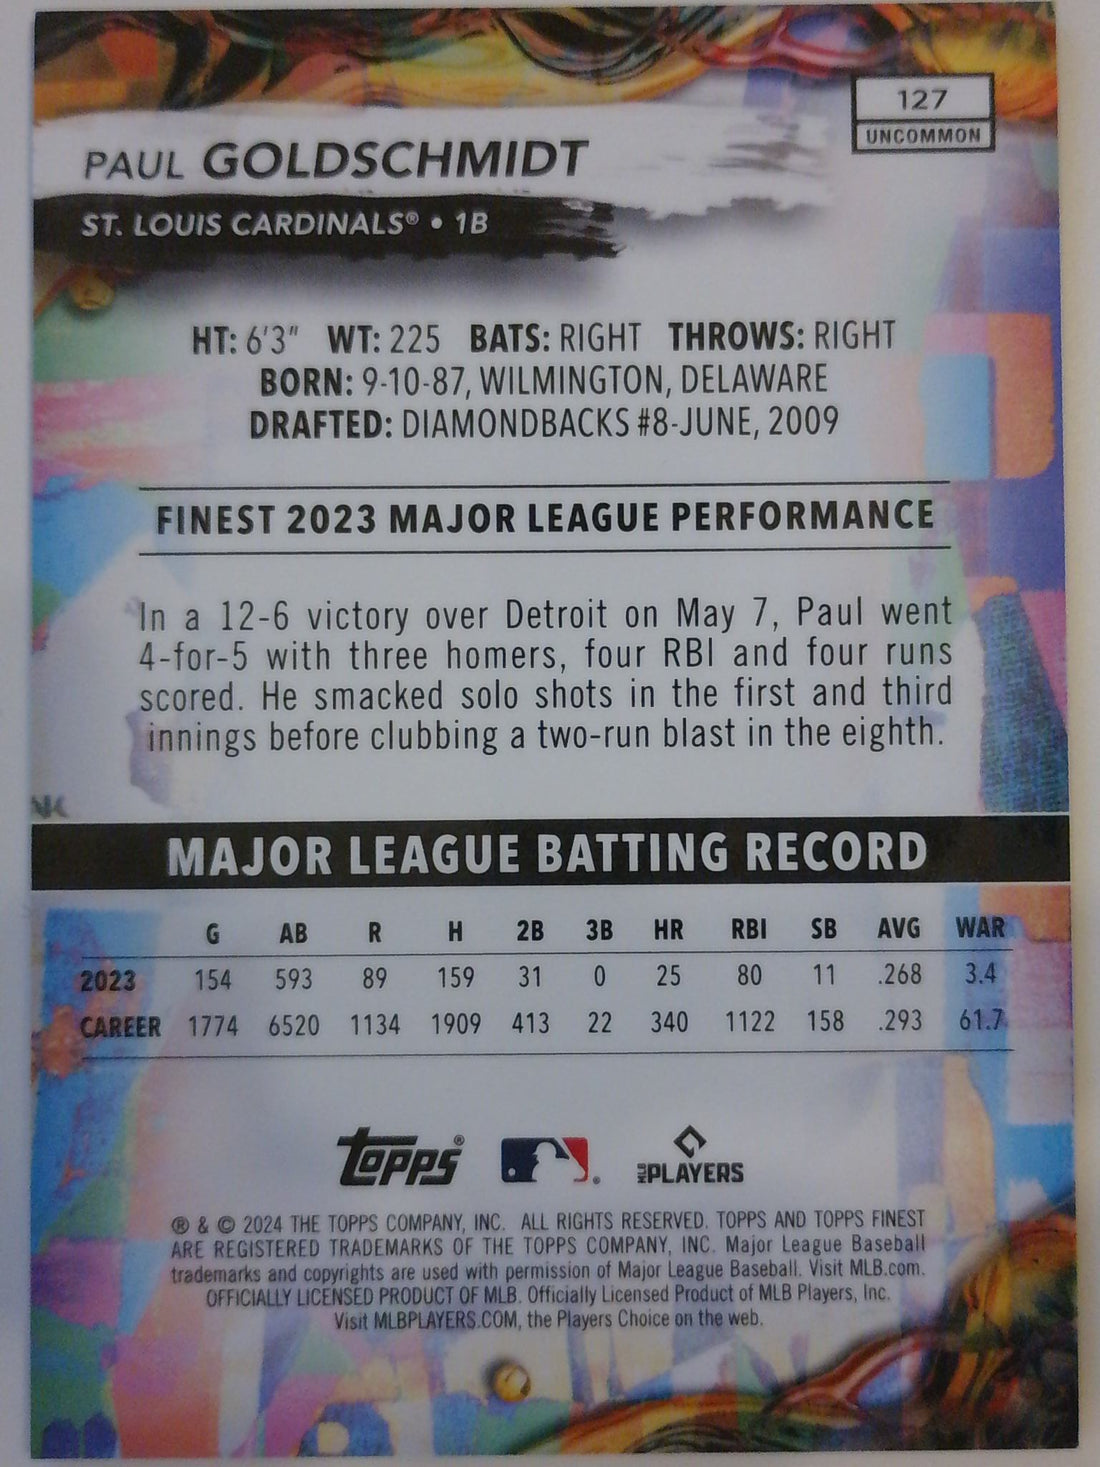 127
UNCOMMON
PAUL GOLDSCHMIDT
ST. LOUIS CARDINALS® • 1B
HT: 6'3" WT: 225 BATS: RIGHT THROWS: RIGHT
BORN: 9-10-87, WILMINGTON, DELAWARE
DRAFTED: DIAMONDBACKS #8-JUNE, 2009
FINEST 2023 MAJOR LEAGUE PERFORMANCE
In a 12-6 victory over Detroit on May 7, Paul went
4-for-5 with three homers, four RBI and four runs
scored. He smacked solo shots in the first and third
innings before clubbing a two-run blast in the eighth.
MAJOR LEAGUE BATTING RECORD
G AB R H 2B 3B HR RBI SB AVG WAR
2023 154 593 89 159 31 0 25 80 11 .268 3.4
CAREER 1774 6520 1134 1909 413 22 340 1122 158 .293 61.7
Topps® ® MLB PLAYERS
® & © 2024 THE TOPPS COMPANY, INC. ALL RIGHTS RESERVED. TOPPS AND TOPPS FINEST
ARE REGISTERED TRADEMARKS OF THE TOPPS COMPANY, INC. Major League Baseball
trademarks and copyrights are used with permission of Major League Baseball. Visit MLB.com.
OFFICIALLY LICENSED PRODUCT OF MLB. Officially Licensed Product of MLB Players, Inc.
Visit MLBPLAYERS.COM, the Players Choice on the web.